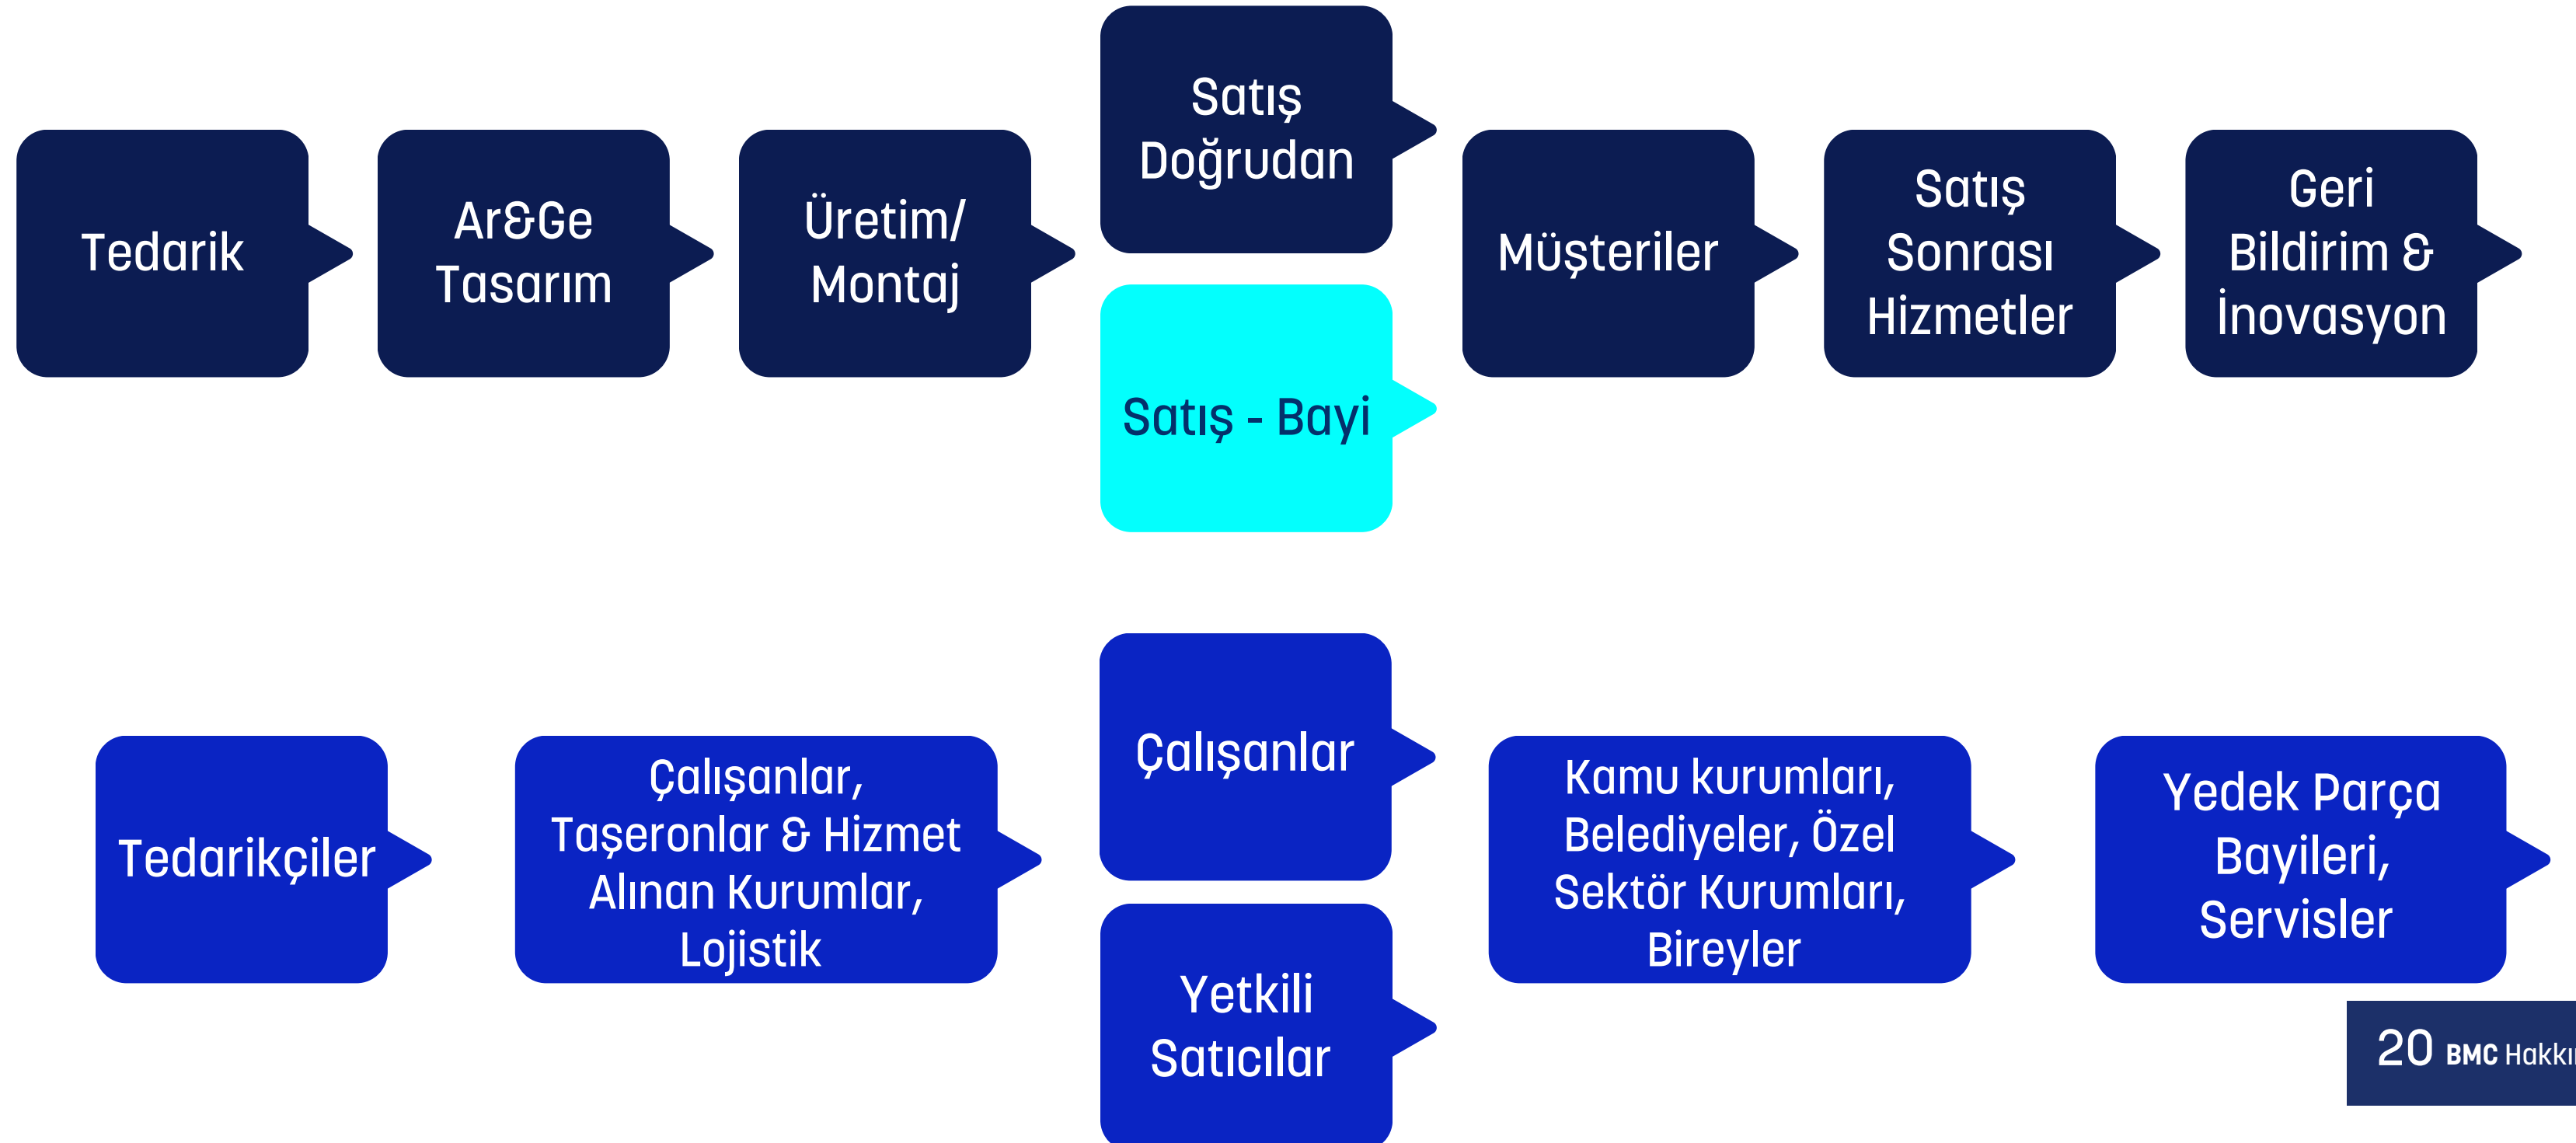 Tedarik
Ar&Ge
Tasarım
Üretim/
Montaj
Satış
Doğrudan
Satış - Bayi
Müşteriler
Satış
Sonrası
Hizmetler
Geri
Bildirim &
İnovasyon
Tedarikçiler
Çalışanlar,
Taşeronlar & Hizmet
Alınan Kurumlar,
Lojistik
Çalışanlar
Yetkili
Satıcılar
Kamu kurumları,
Belediyeler, Özel
Sektör Kurumları,
Bireyler
Yedek Parça
Bayileri,
Servisler
20 BMC